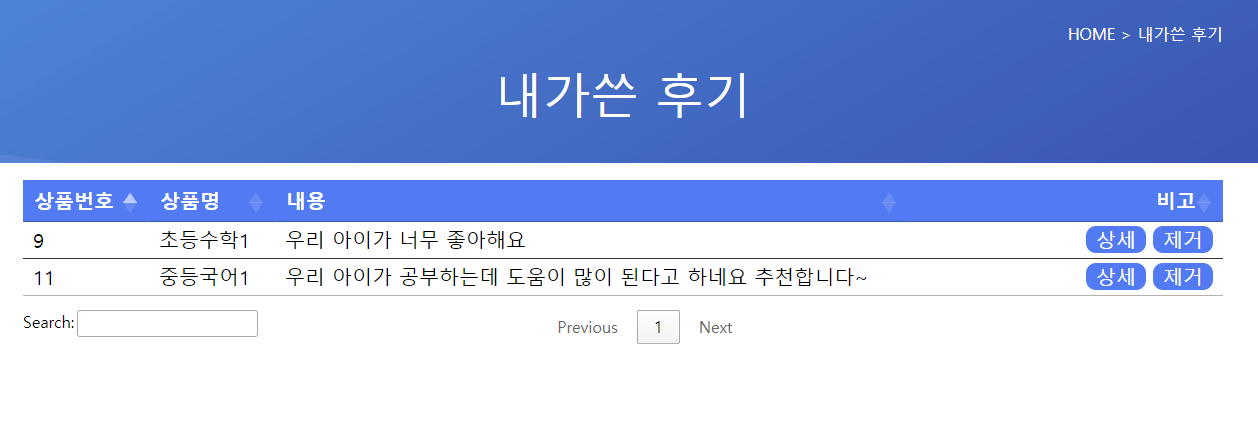 HOME > 내가쓴 후기
내가쓴 후기
상품번호 상품명 내용 비고
9 초등수학1 우리 아이가 너무 좋아해요 상세 제거
11 중등국어1 우리 아이가 공부하는데 도움이 많이 된다고 하네요 추천합니다~ 상세 제거
Search: Previous 1 Next